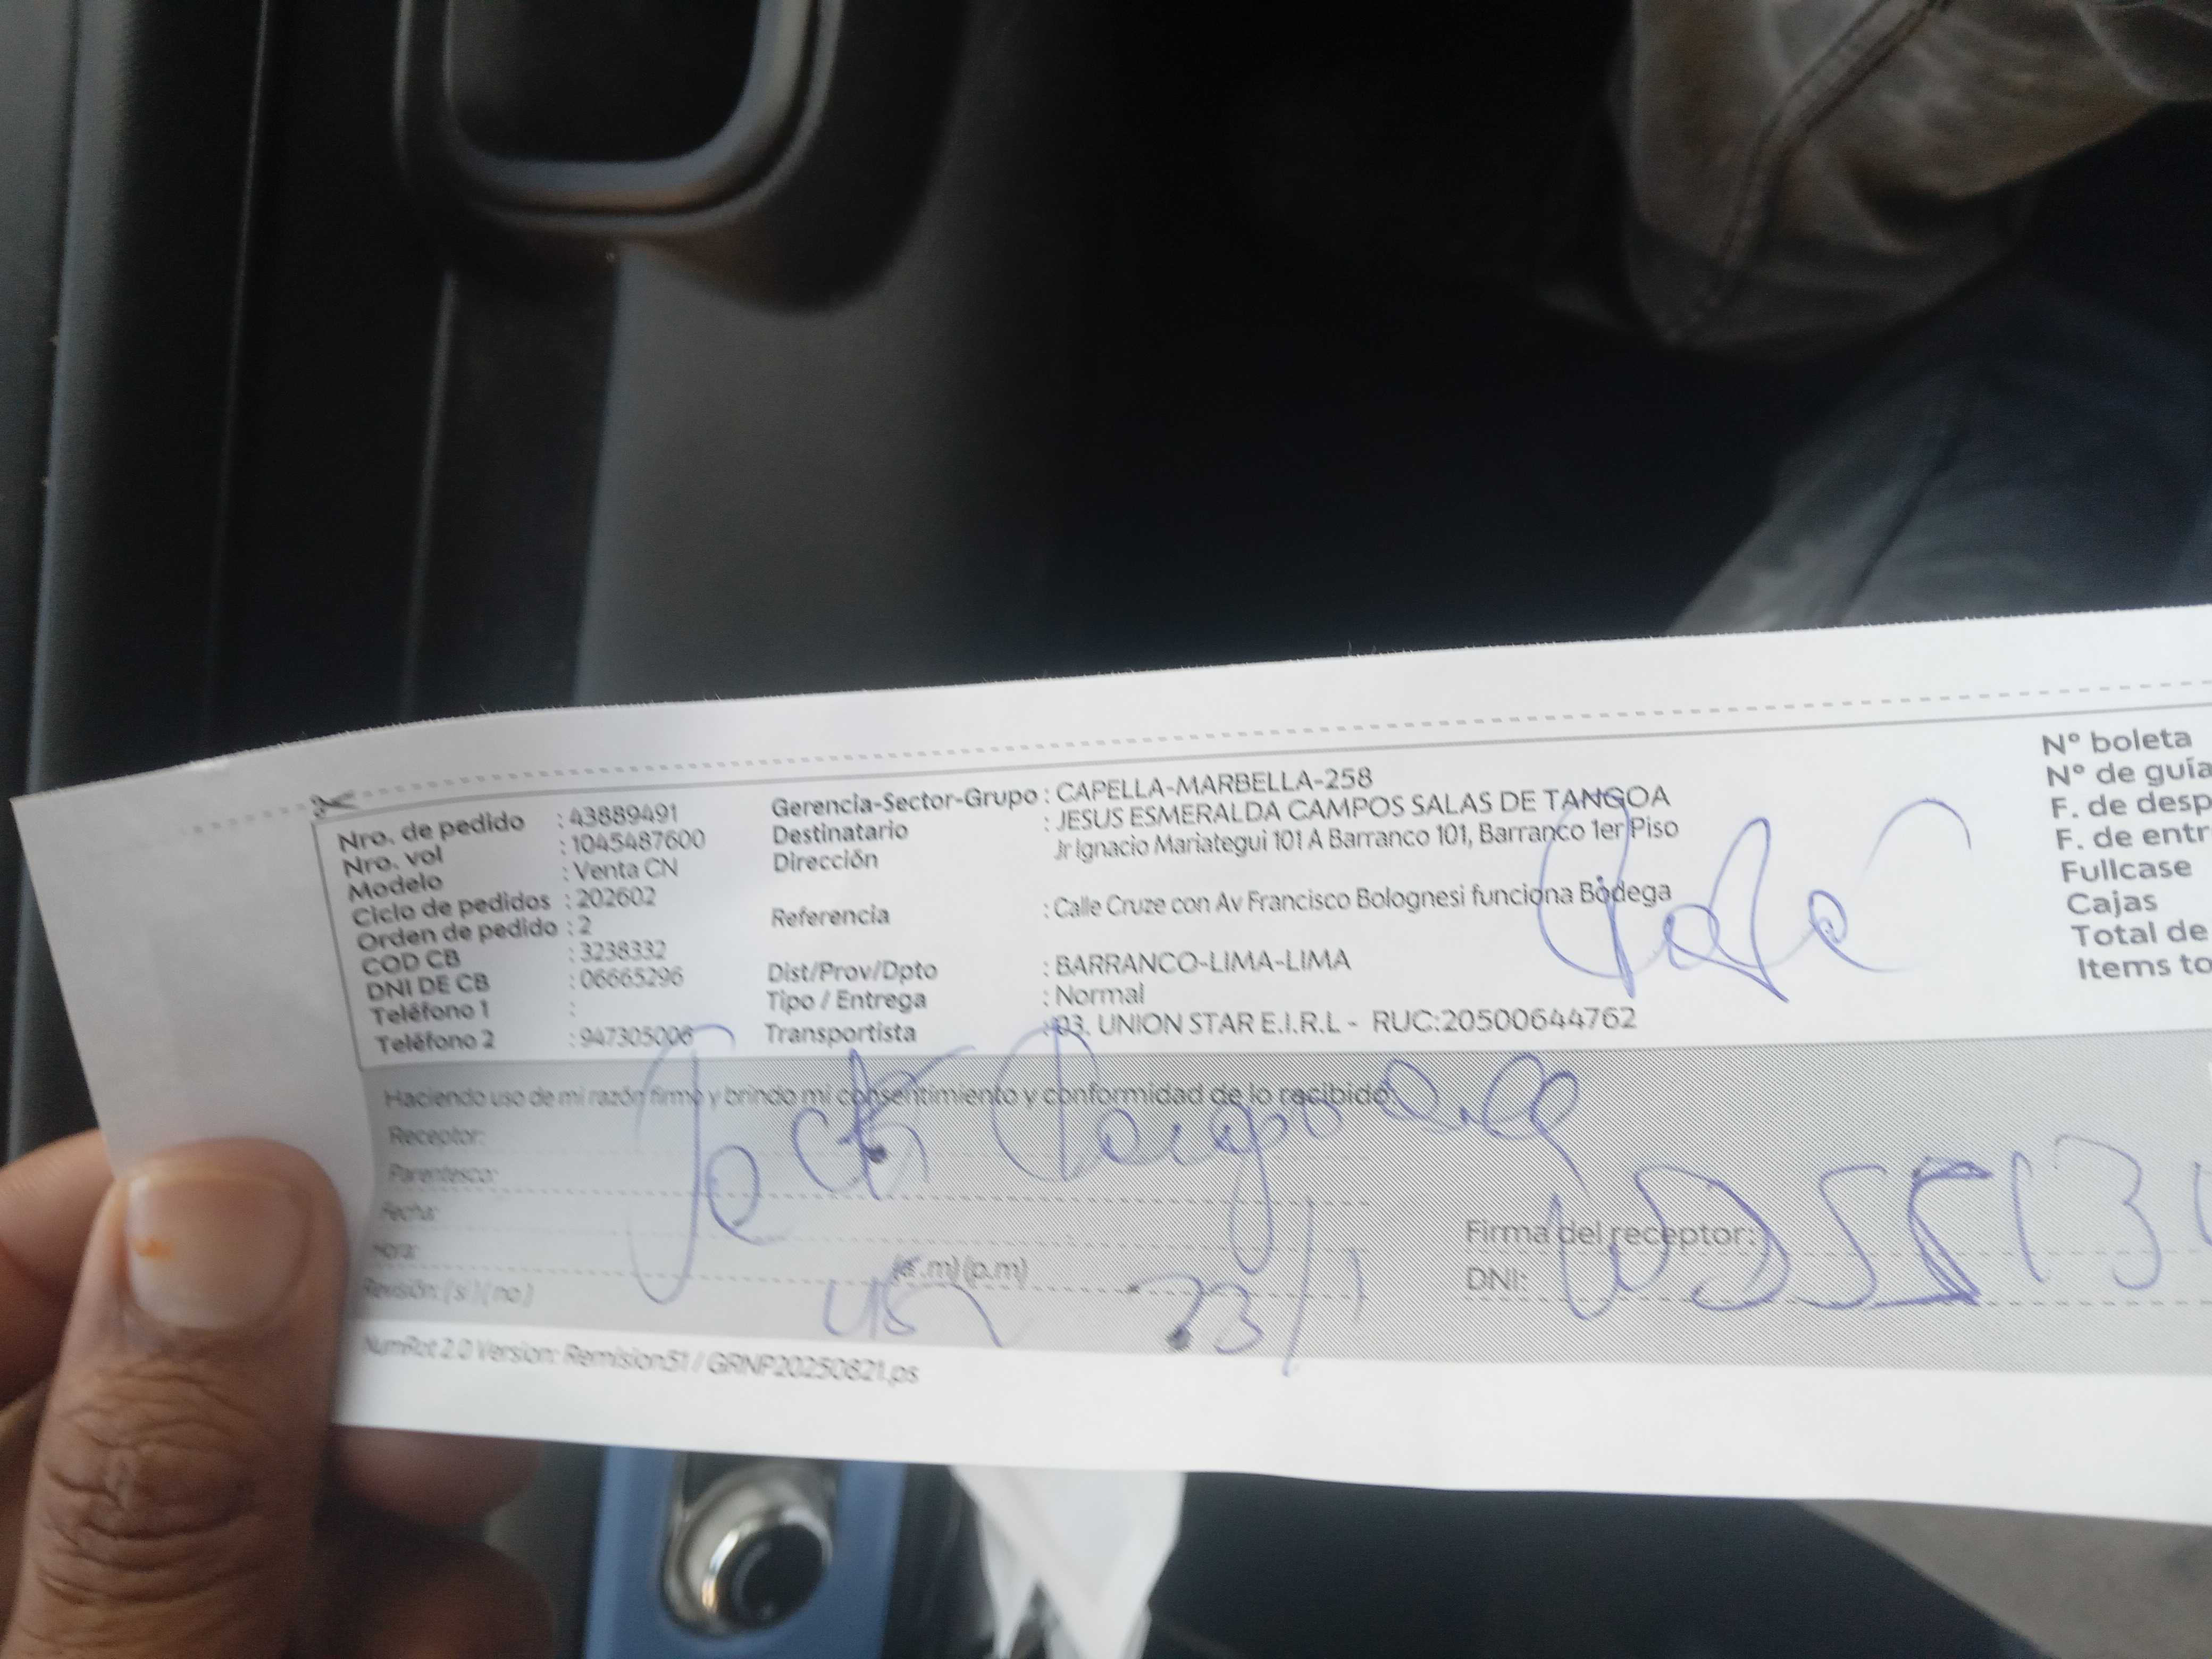 Nro. de pedido : 43889491
Nro. vol : 1045487600
Modelo : Venta CN
Ciclo de pedidos : 202602
Orden de pedido : 2
COD CB : 3238332
DNI DE CB : 06665296
Teléfono 1 :
Teléfono 2 : 947305006
Gerencia-Sector-Grupo : CAPELLA-MARBELLA-258
Destinatario : JESUS ESMERALDA CAMPOS SALAS DE TANGOA
Dirección Jr Ignacio Mariategui 101 A Barranco 101, Barranco 1er Piso
Referencia : Calle Cruze con Av Francisco Bolognesi funciona Bodega
Dist/Prov/Dpto : BARRANCO-LIMA-LIMA
Tipo / Entrega : Normal
Transportista : 03. UNION STAR E.I.R.L - RUC:20500644762
Nº boleta
Nº de guía
F. de desp
F. de entr
Fullcase
Cajas
Total de
Items to
Haciendo uso de mi razón firmo y brindo mi consentimiento y conformidad de lo recibido:
Receptor:
Parentesco:
Fecha:
Hora: (a.m) (p.m)
Revisión: ( si ) ( no )
23/1
Firma del receptor:
DNI:
NumRot 2.0 Version: Remision51 / GRNP20250821.ps